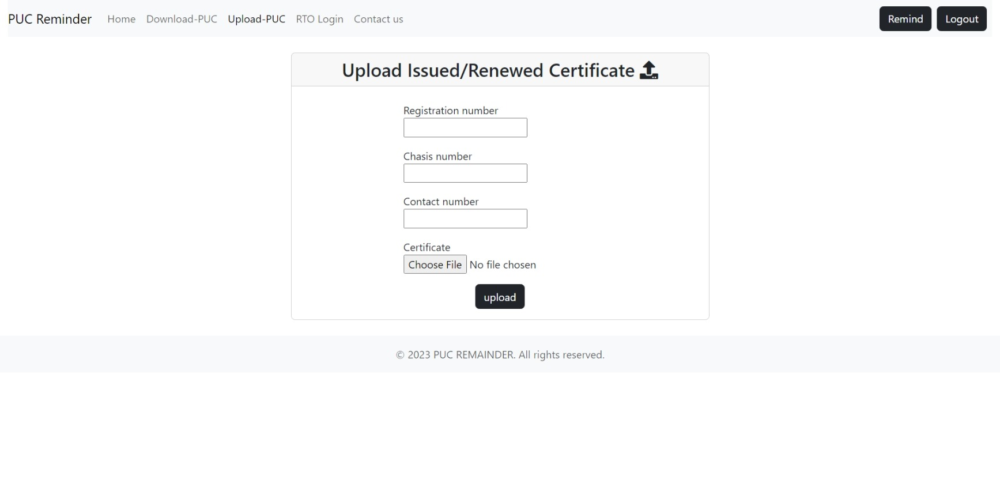 PUC Reminder Home Download-PUC Upload-PUC RTO Login Contact us Remind Logout
Upload Issued/Renewed Certificate
Registration number
Chasis number
Contact number
Certificate
Choose File No file chosen
upload
© 2023 PUC REMAINDER. All rights reserved.